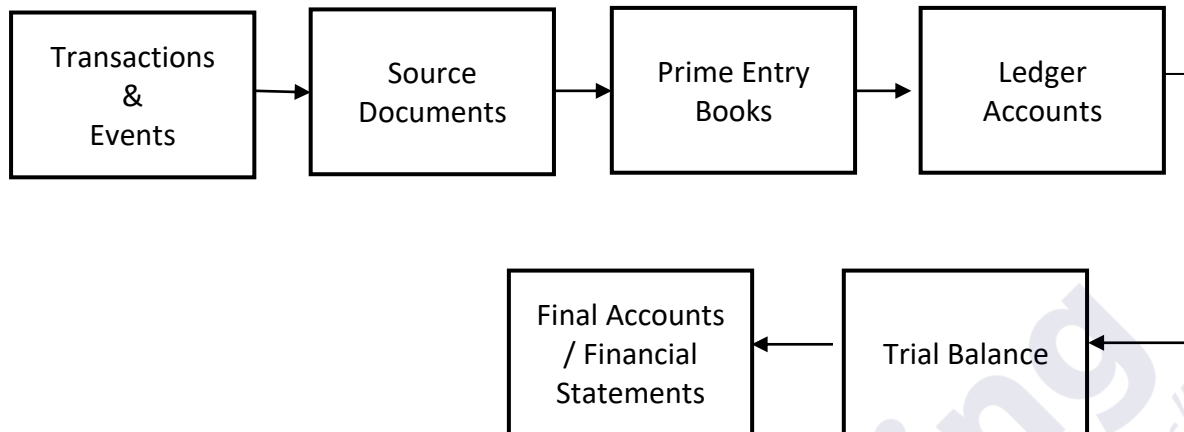 Transactions
&
Events
Source
Documents
Prime Entry
Books
Ledger
Accounts
Final Accounts
/ Financial
Statements
Trial Balance